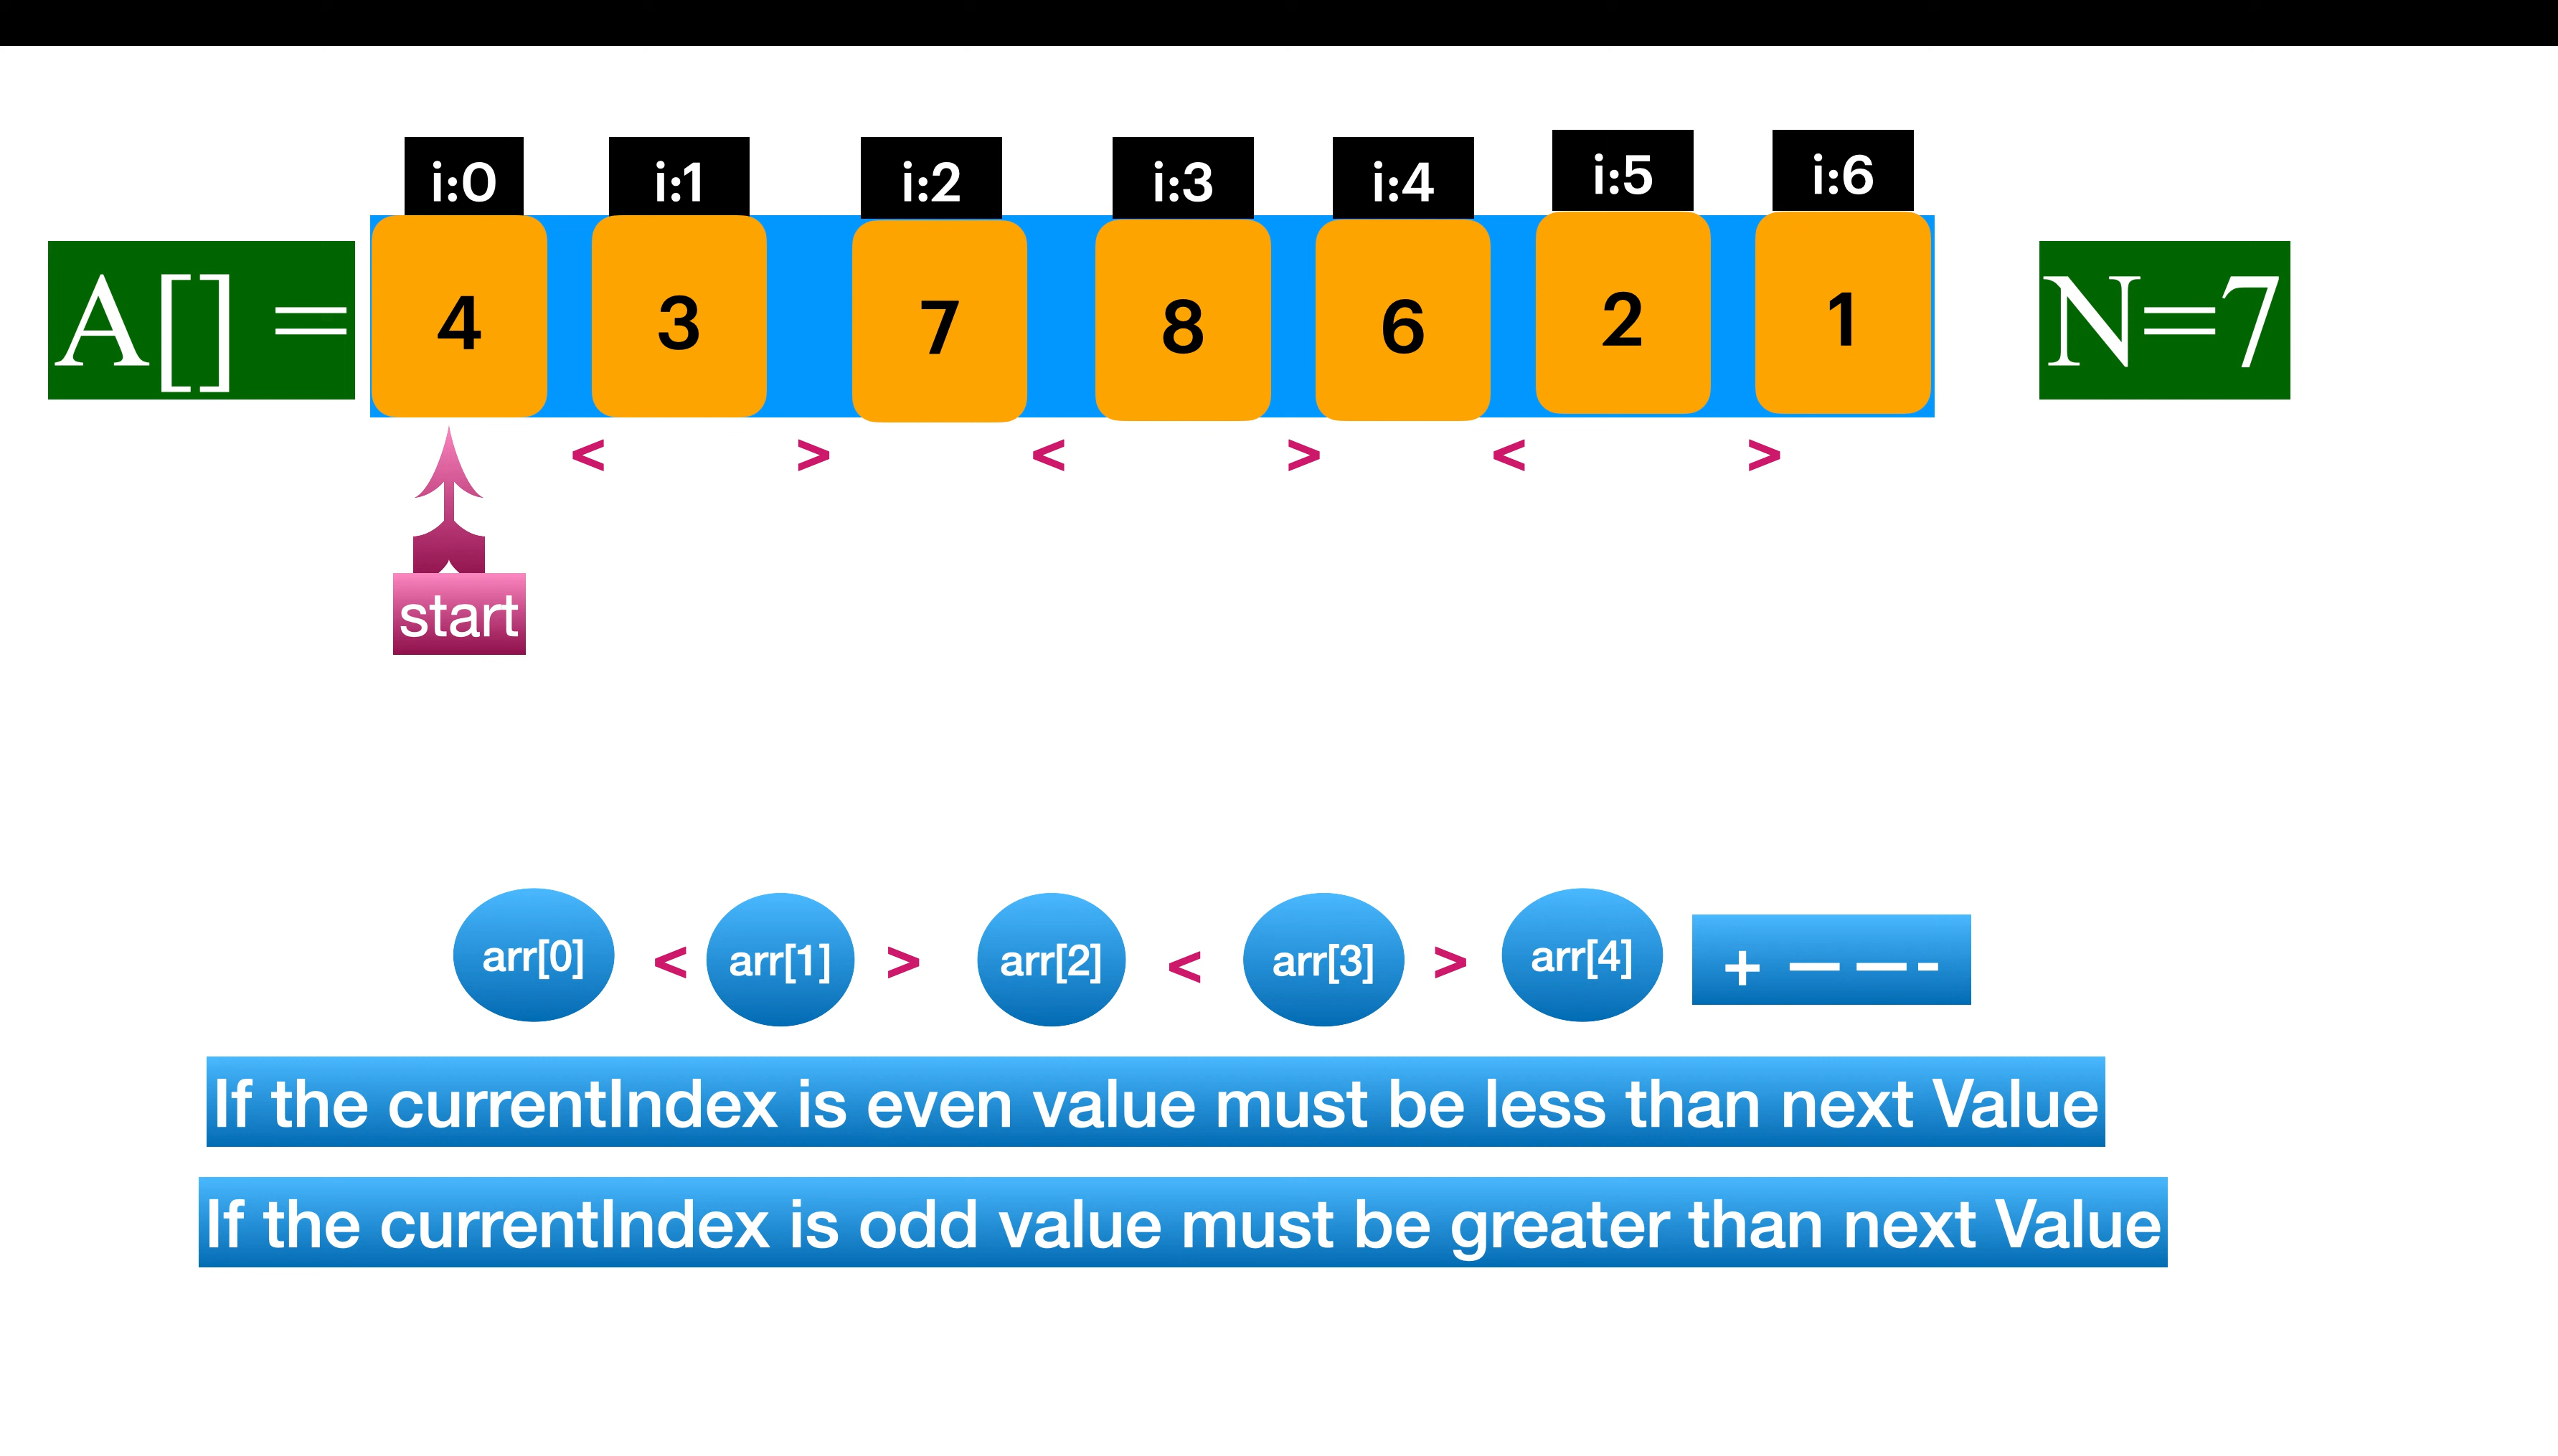 i:0 i:1 i:2 i:3 i:4 i:5 i:6
A[] = 4 3 7 8 6 2 1 N=7
< > < > < >
start
arr[0] < arr[1] > arr[2] < arr[3] > arr[4] + — — -
If the currentIndex is even value must be less than next Value
If the currentIndex is odd value must be greater than next Value